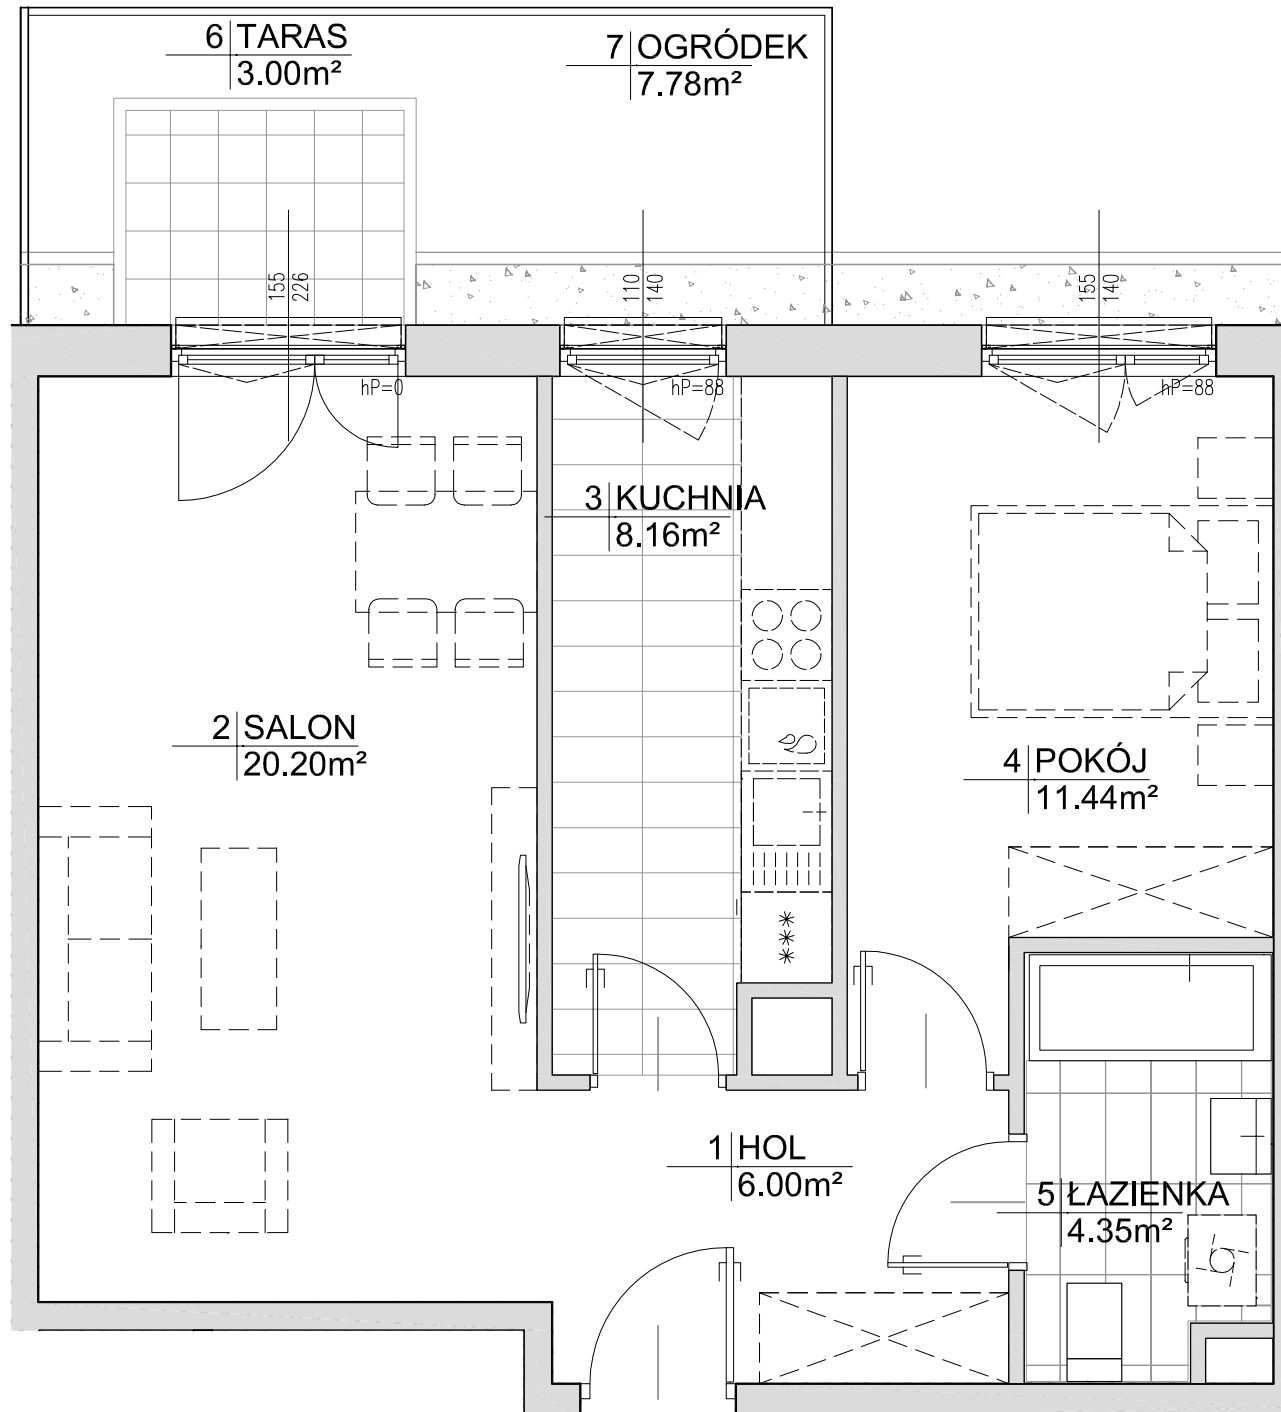 6 TARAS
3.00m²
7 OGRÓDEK
7.78m²
155
226
110
140
155
140
hP=0
hP=88
hP=88
3 KUCHNIA
8.16m²
2 SALON
20.20m²
4 POKÓJ
11.44m²
1 HOL
6.00m²
5 ŁAZIENKA
4.35m²